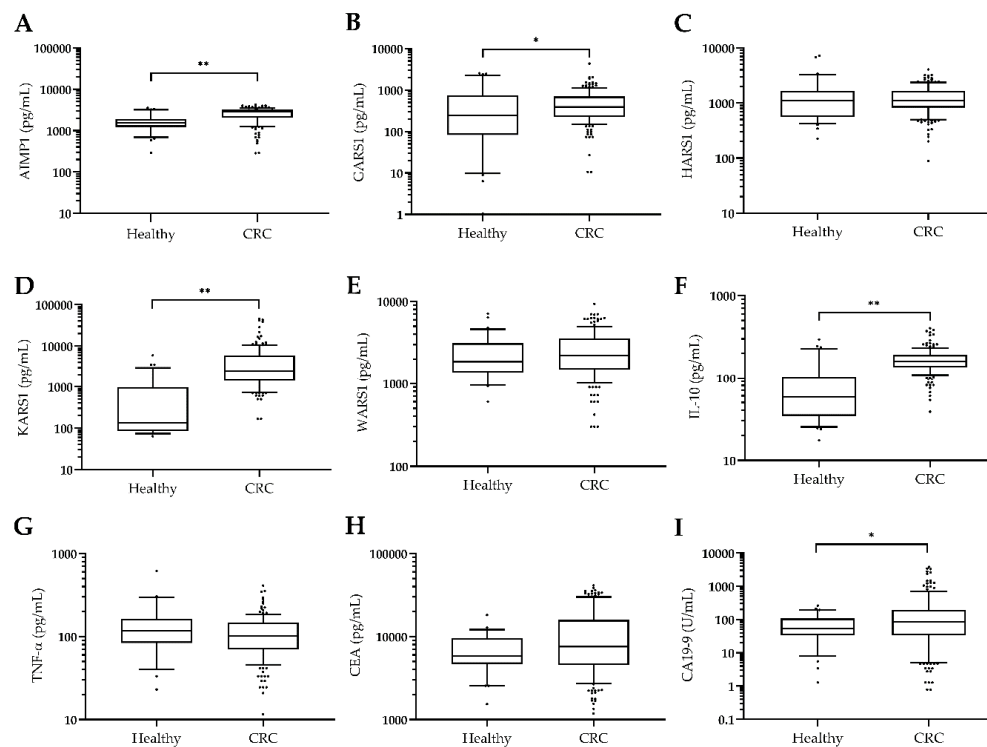 A
AIMP1 (pg/mL)
100000
10000
1000
100
10
**
Healthy
CRC
B
GARS1 (pg/mL)
10000
1000
100
10
1
*
Healthy
CRC
C
HARS1 (pg/mL)
10000
1000
100
10
Healthy
CRC
D
KARS1 (pg/mL)
100000
10000
1000
100
10
**
Healthy
CRC
E
WARS1 (pg/mL)
10000
1000
100
Healthy
CRC
F
IL-10 (pg/mL)
1000
100
10
**
Healthy
CRC
G
TNF-α (pg/mL)
1000
100
10
Healthy
CRC
H
CEA (pg/mL)
100000
10000
1000
Healthy
CRC
I
CA19-9 (U/mL)
10000
1000
100
10
1
0.1
*
Healthy
CRC